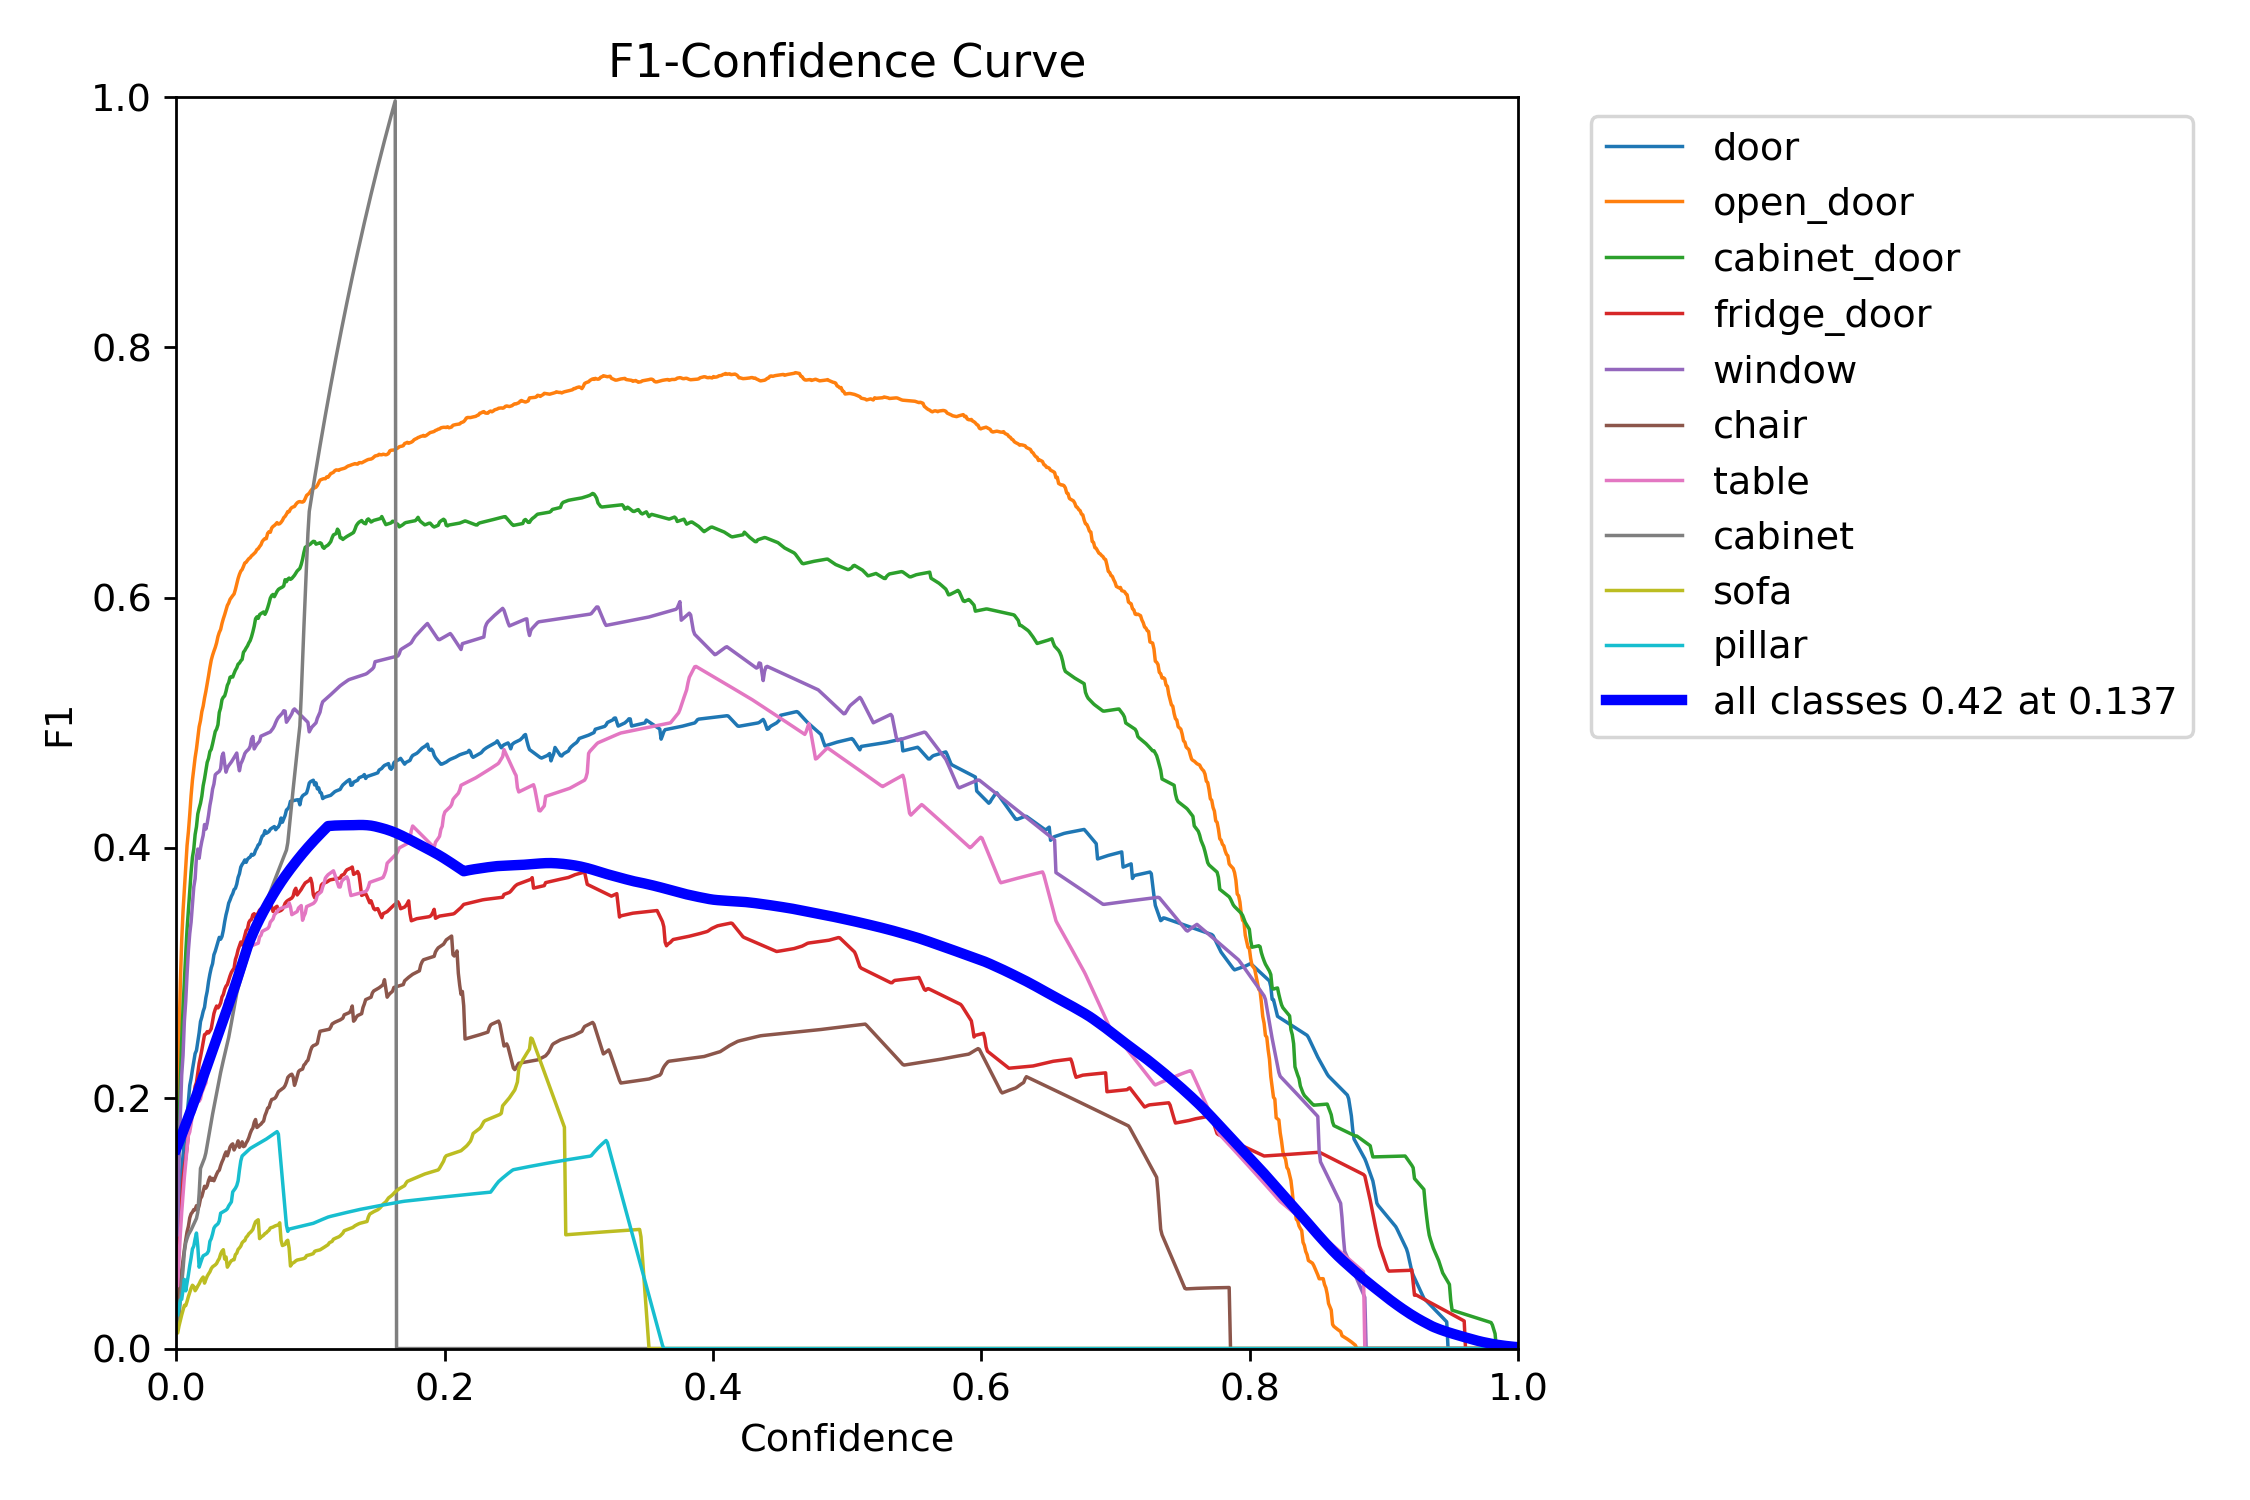 F1-Confidence Curve
1.0
0.8
0.6
0.4
0.2
0.0
F1
0.0 0.2 0.4 0.6 0.8 1.0
Confidence
door
open_door
cabinet_door
fridge_door
window
chair
table
cabinet
sofa
pillar
all classes 0.42 at 0.137